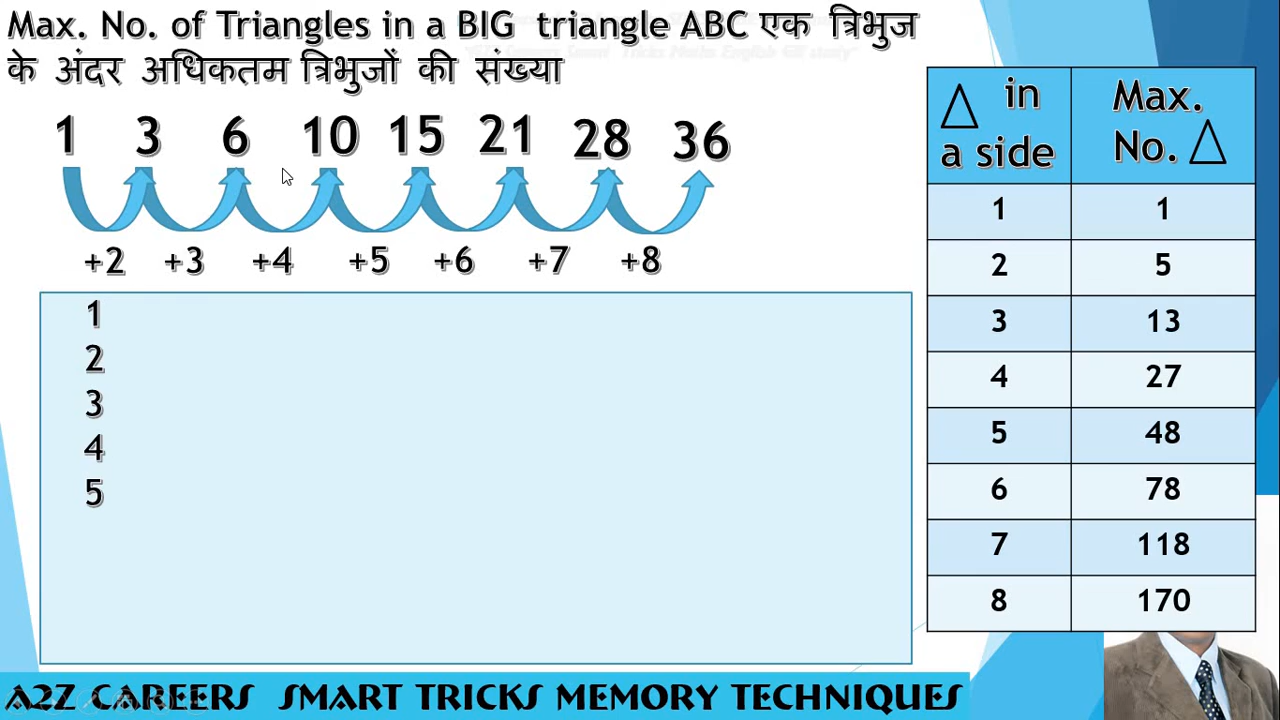 Max. No. of Triangles in a BIG triangle ABC एक त्रिभुज
के अंदर अधिकतम त्रिभुजों की संख्या
1 3 6 10 15 21 28 36
+2 +3 +4 +5 +6 +7 +8
1
2
3
4
5
△ in a side Max. No. △
1 1
2 5
3 13
4 27
5 48
6 78
7 118
8 170
A2Z CAREERS SMART TRICKS MEMORY TECHNIQUES